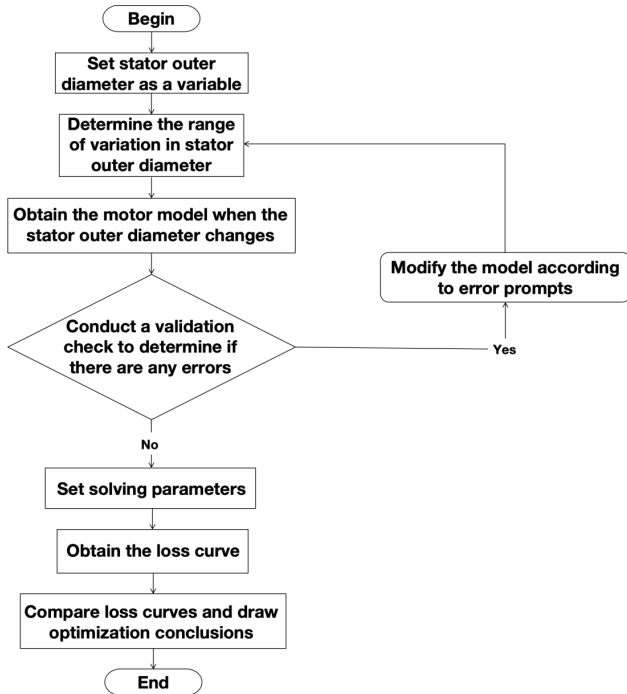 Begin
Set stator outer
diameter as a variable
Determine the range
of variation in stator
outer diameter
Obtain the motor model when the
stator outer diameter changes
Modify the model according
to error prompts
Conduct a validation
check to determine if
there are any errors
Yes
No
Set solving parameters
Obtain the loss curve
Compare loss curves and draw
optimization conclusions
End